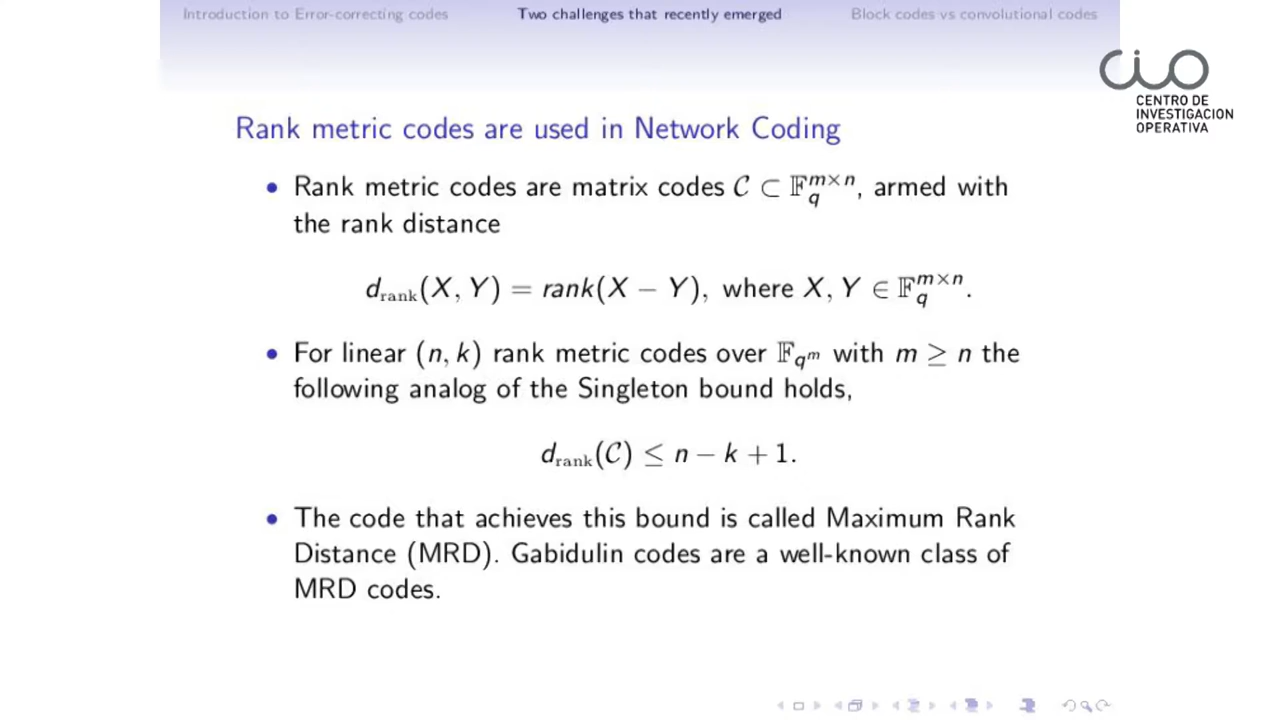 Introduction to Error-correcting codes Two challenges that recently emerged Block codes vs convolutional codes
CIO
CENTRO DE
INVESTIGACION
OPERATIVA
Rank metric codes are used in Network Coding
• Rank metric codes are matrix codes 𝒞 ⊂ 𝔽_q^{m×n}, armed with
the rank distance
d_rank(X, Y) = rank(X − Y), where X, Y ∈ 𝔽_q^{m×n}.
• For linear (n, k) rank metric codes over 𝔽_{q^m} with m ≥ n the
following analog of the Singleton bound holds,
d_rank(𝒞) ≤ n − k + 1.
• The code that achieves this bound is called Maximum Rank
Distance (MRD). Gabidulin codes are a well-known class of
MRD codes.